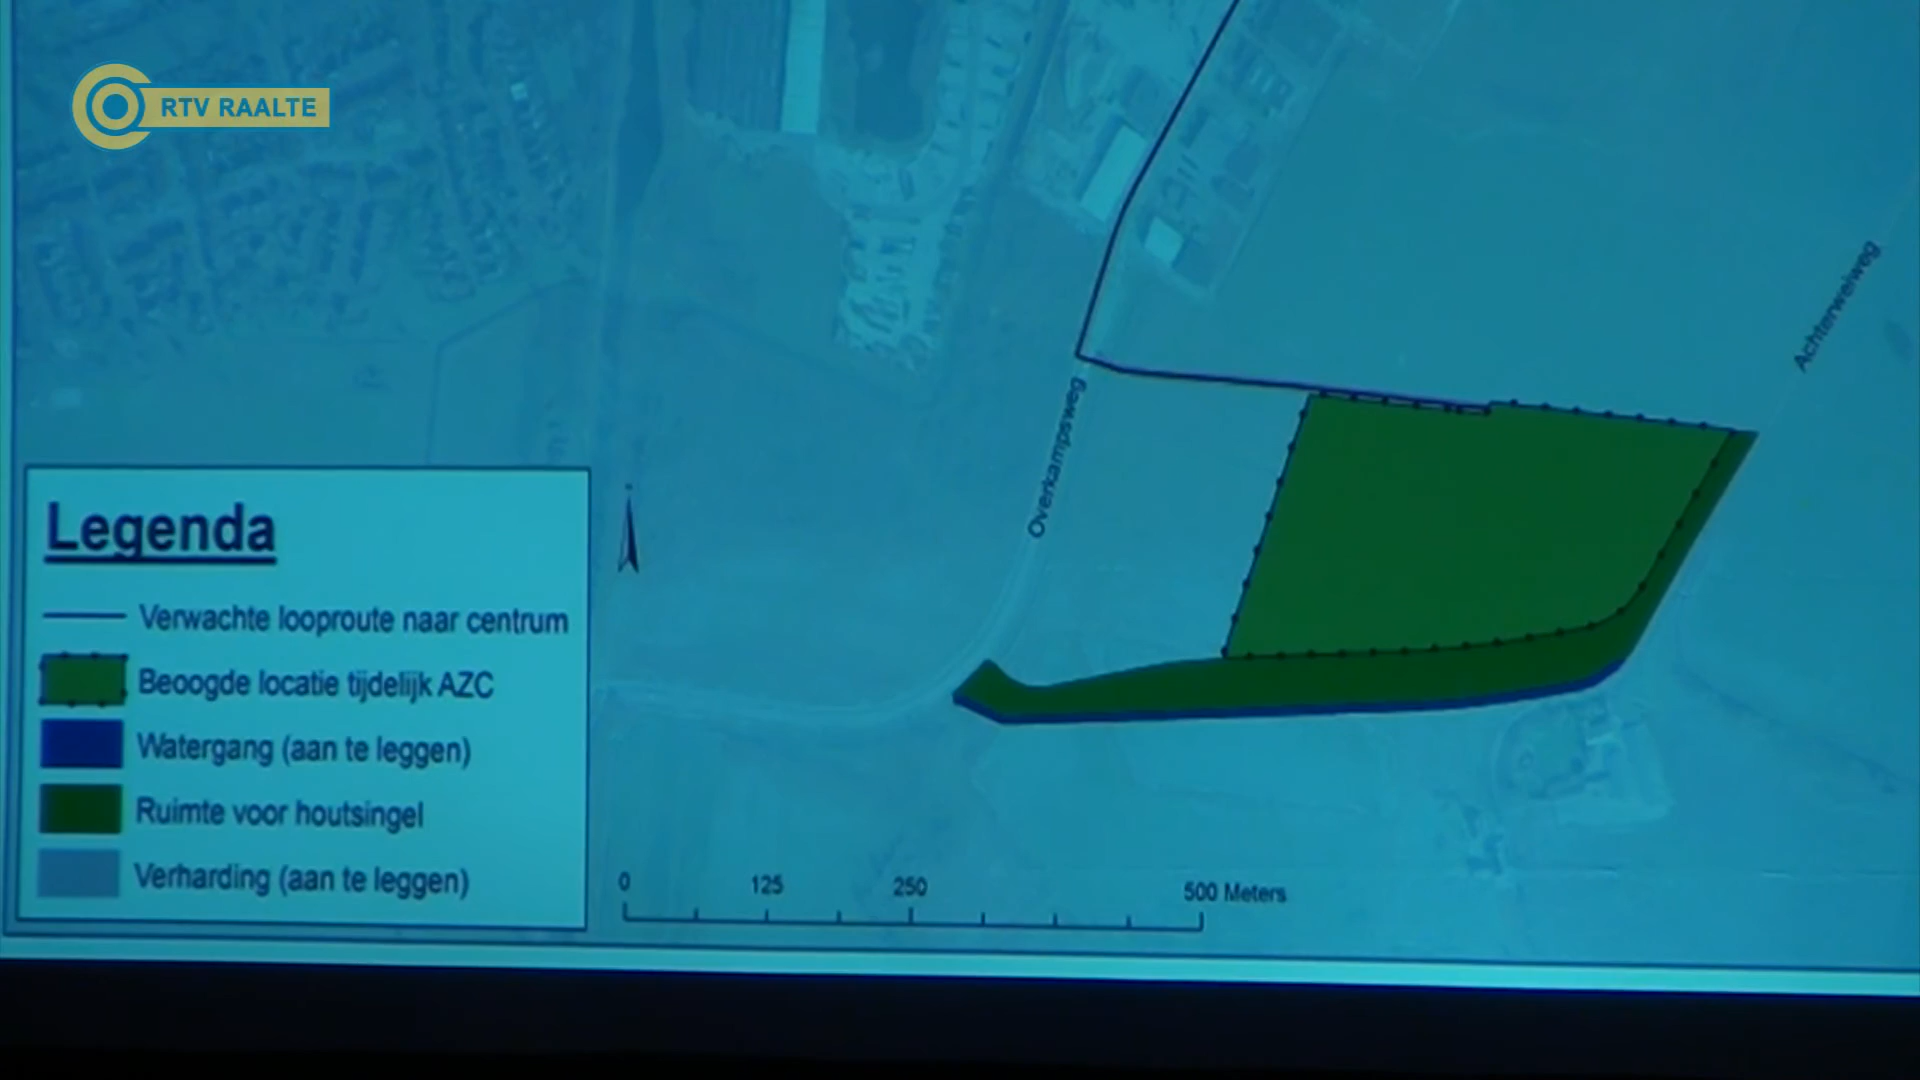 RTV RAALTE
Achterweiweg
Overkampsweg
Legenda
Verwachte looproute naar centrum
Beoogde locatie tijdelijk AZC
Watergang (aan te leggen)
Ruimte voor houtsingel
Verharding (aan te leggen)
0 125 250 500 Meters